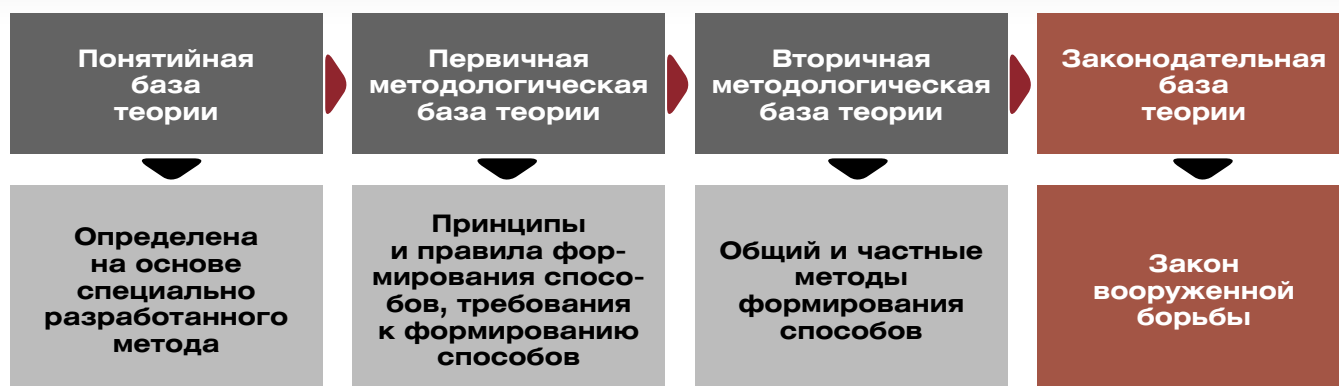 Понятийная
база
теории
Первичная
методологическая
база теории
Вторичная
методологическая
база теории
Законодательная
база
теории
Определена
на основе
специально
разработанного
метода
Принципы
и правила фор-
мирования спосо-
бов, требования
к формированию
способов
Общий и частные
методы
формирования
способов
Закон
вооруженной
борьбы